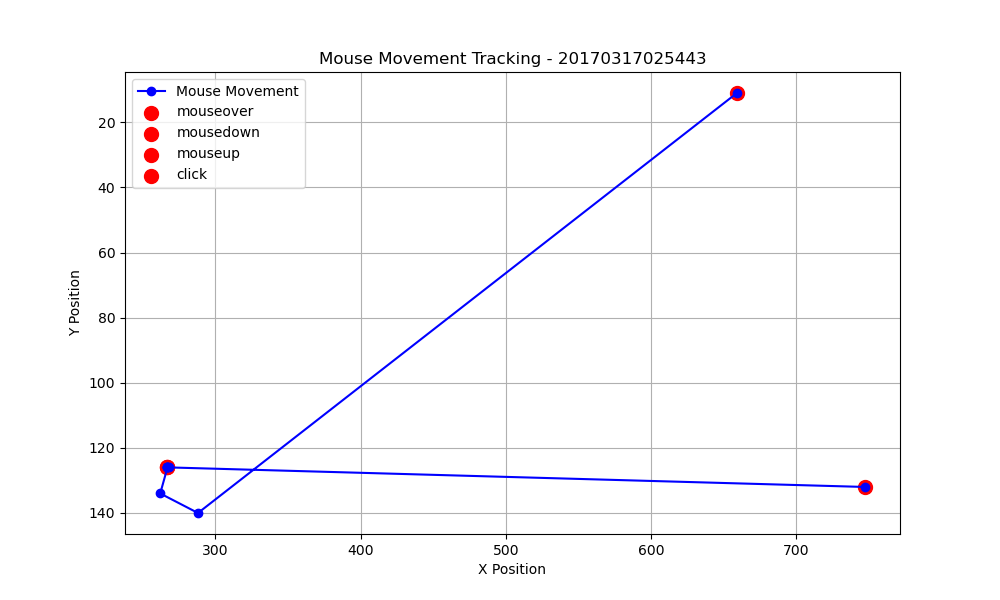 Mouse Movement Tracking - 20170317025443
Mouse Movement
mouseover
mousedown
mouseup
click
20
40
60
80
100
120
140
Y Position
300
400
500
600
700
X Position